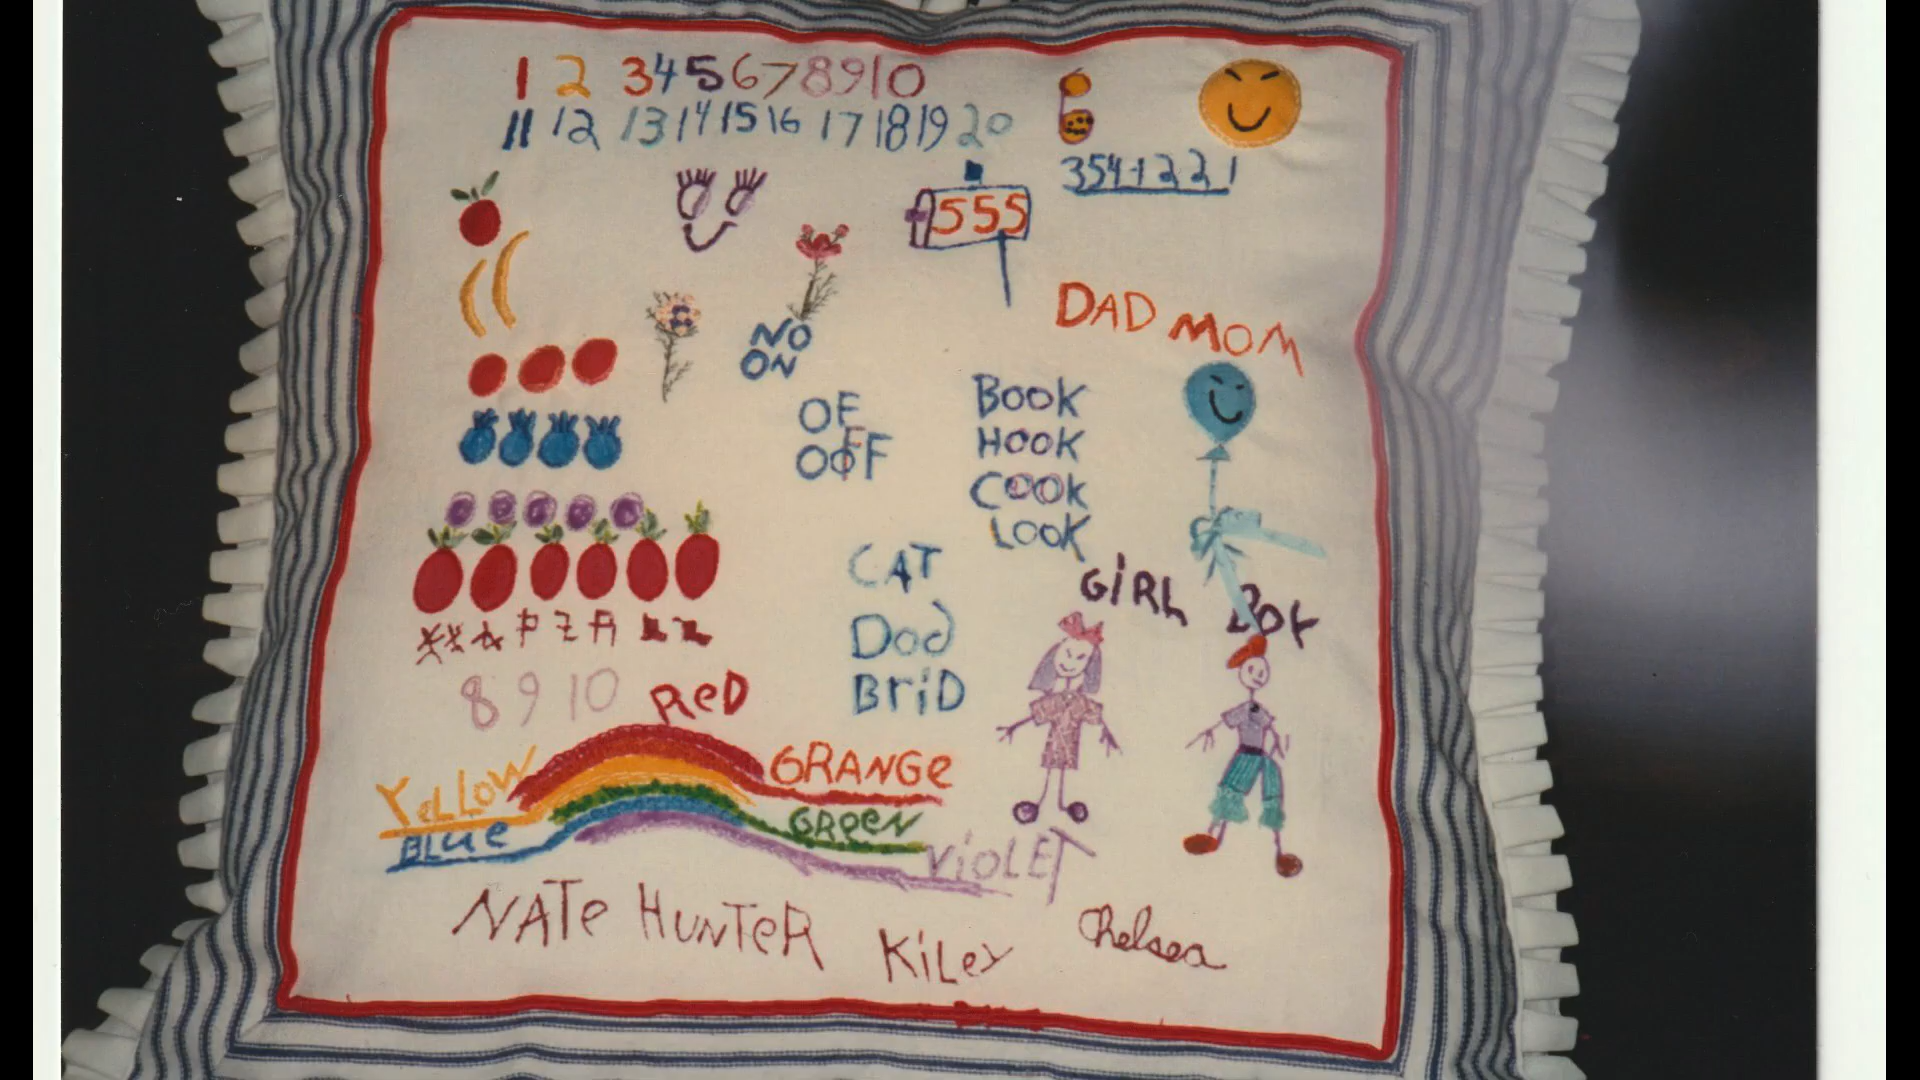 1 2 3 4 5 6 7 8 9 10
11 12 13 14 15 16 17 18 19 20
354-1221
555
DAD MOM
NO
ON
OF
OFF
BOOK
HOOK
COOK
LOOK
CAT
DOd
BriD
GiRL BOY
8 9 10
ReD
YeLLOW
ORANGe
BLue
GReeN
ViOLET
NATe HuNTeR KiLey Chelsea